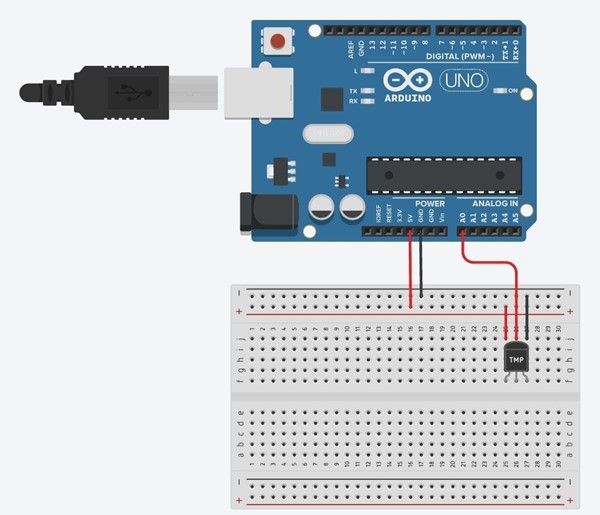 AREF
GND
13
12
~11
~10
~9
8
7
~6
~5
4
~3
2
TX→1
RX←0
DIGITAL (PWM ~)
L
TX
RX
ARDUINO
UNO
ON
IOREF
RESET
3.3V
5V
GND
GND
Vin
POWER
ANALOG IN
A0
A1
A2
A3
A4
A5
1 2 3 4 5 6 7 8 9 10 11 12 13 14 15 16 17 18 19 20 21 22 23 24 25 26 27 28 29 30
j
i
h
g
f
TMP
e
d
c
b
a
1 2 3 4 5 6 7 8 9 10 11 12 13 14 15 16 17 18 19 20 21 22 23 24 25 26 27 28 29 30